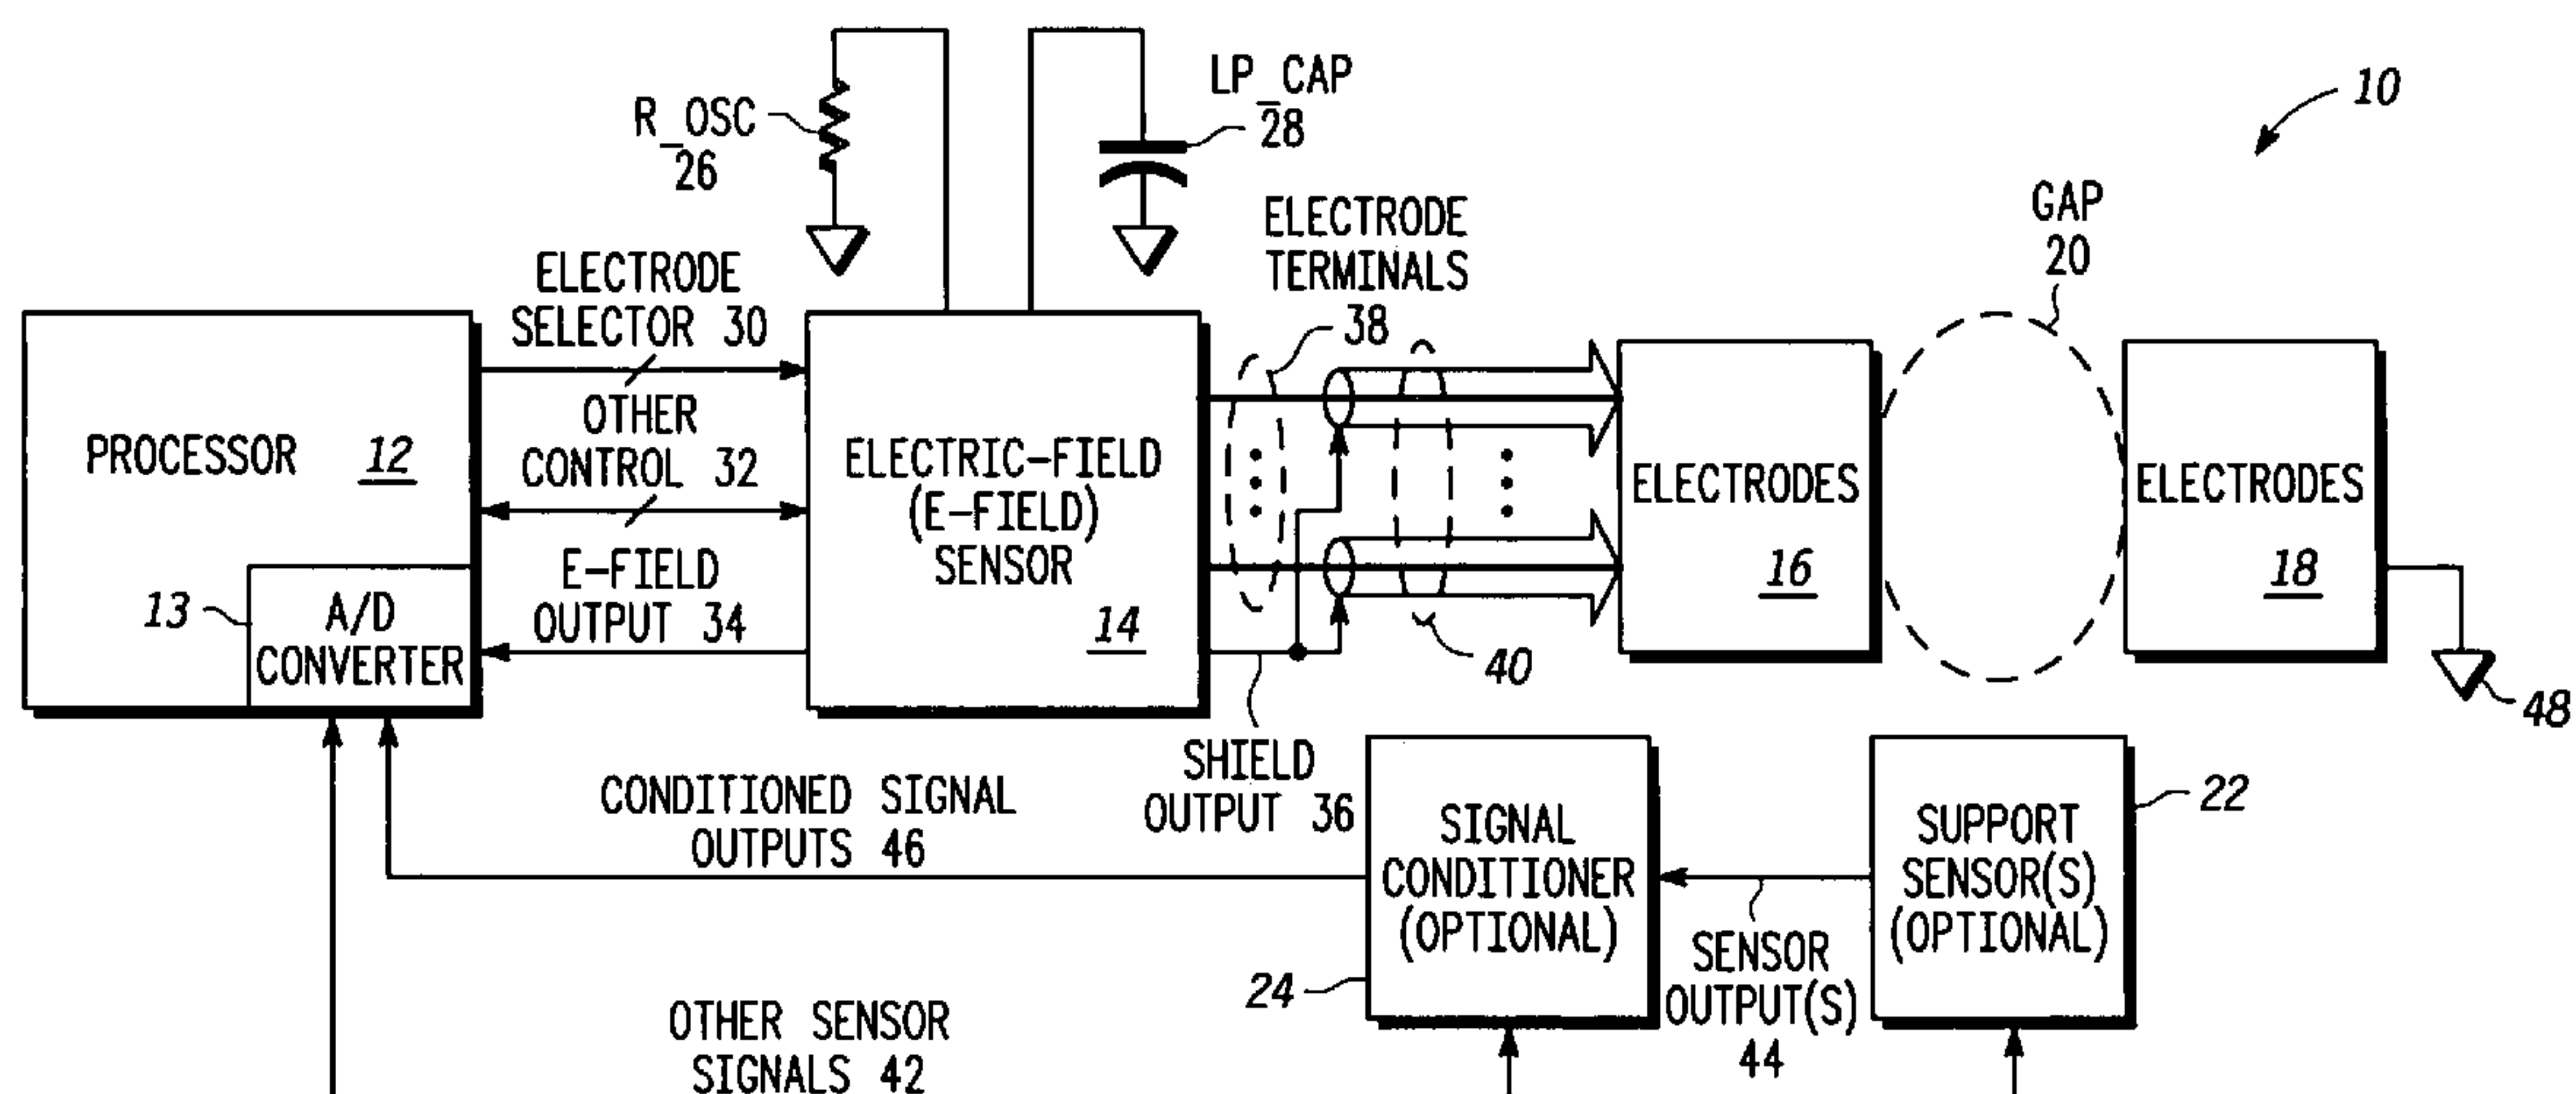 R_OSC
26
LP_CAP
28
10
ELECTRODE
TERMINALS
38
GAP
20
ELECTRODE
SELECTOR 30
OTHER
CONTROL 32
E-FIELD
OUTPUT 34
PROCESSOR 12
13
A/D
CONVERTER
ELECTRIC-FIELD
(E-FIELD)
SENSOR
14
40
ELECTRODES
16
ELECTRODES
18
48
SHIELD
OUTPUT 36
CONDITIONED SIGNAL
OUTPUTS 46
SIGNAL
CONDITIONER
(OPTIONAL)
24
SENSOR
OUTPUT(S)
44
SUPPORT
SENSOR(S)
(OPTIONAL)
22
OTHER SENSOR
SIGNALS 42